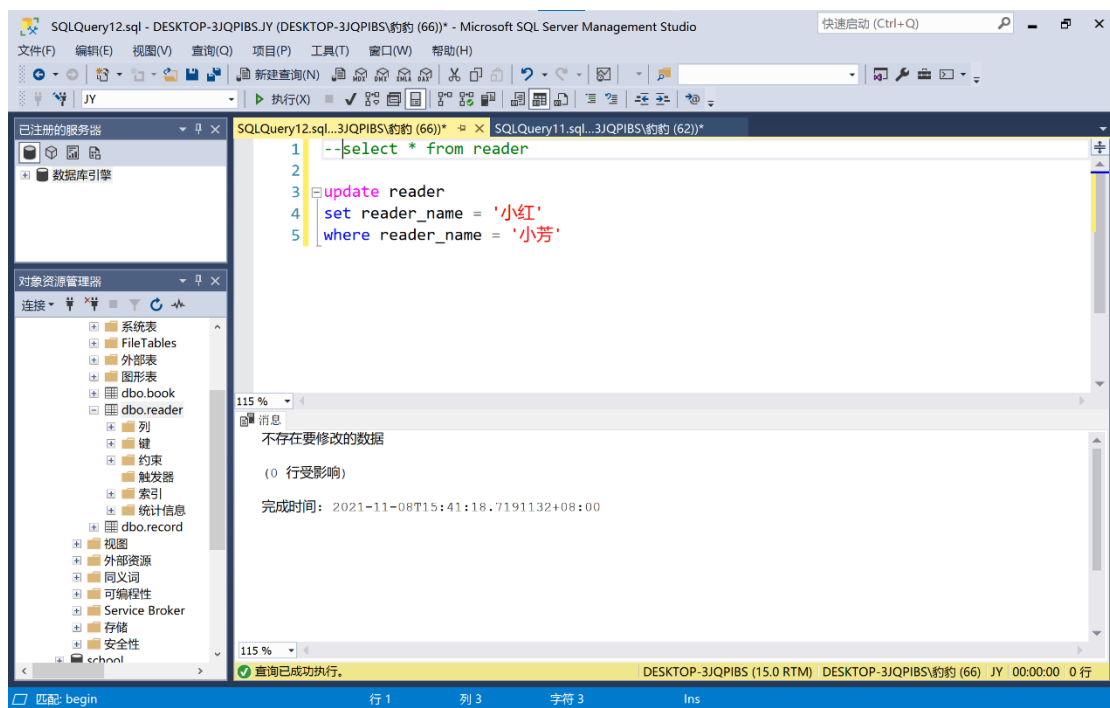 SQLQuery12.sql - DESKTOP-3JQPIBS.JY (DESKTOP-3JQPIBS\豹豹 (66))* - Microsoft SQL Server Management Studio
快速启动 (Ctrl+Q)
文件(F) 编辑(E) 视图(V) 查询(Q) 项目(P) 工具(T) 窗口(W) 帮助(H)
新建查询(N)
JY 执行(X)
已注册的服务器
SQLQuery12.sql...3JQPIBS\豹豹 (66))* SQLQuery11.sql...3JQPIBS\豹豹 (62))*
数据库引擎
1 --select * from reader
2
3 update reader
4 set reader_name = '小红'
5 where reader_name = '小芳'
对象资源管理器
连接
系统表
FileTables
外部表
图形表
dbo.book
dbo.reader
列
键
约束
触发器
索引
统计信息
dbo.record
视图
外部资源
同义词
可编程性
Service Broker
存储
安全性
school
115 %
消息
不存在要修改的数据
(0 行受影响)
完成时间: 2021-11-08T15:41:18.7191132+08:00
115 %
查询已成功执行。 DESKTOP-3JQPIBS (15.0 RTM) DESKTOP-3JQPIBS\豹豹 (66) JY 00:00:00 0 行
匹配: begin 行 1 列 3 字符 3 Ins